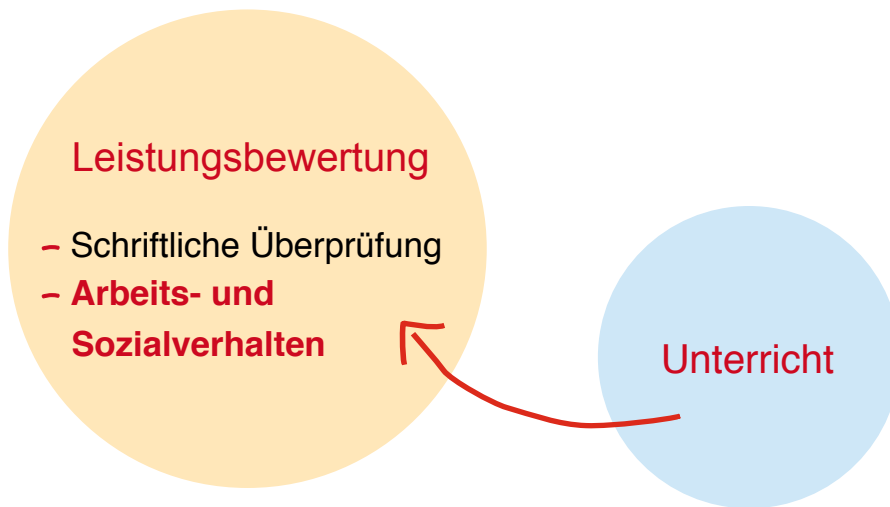 Leistungsbewertung
– Schriftliche Überprüfung
– Arbeits- und
Sozialverhalten
Unterricht